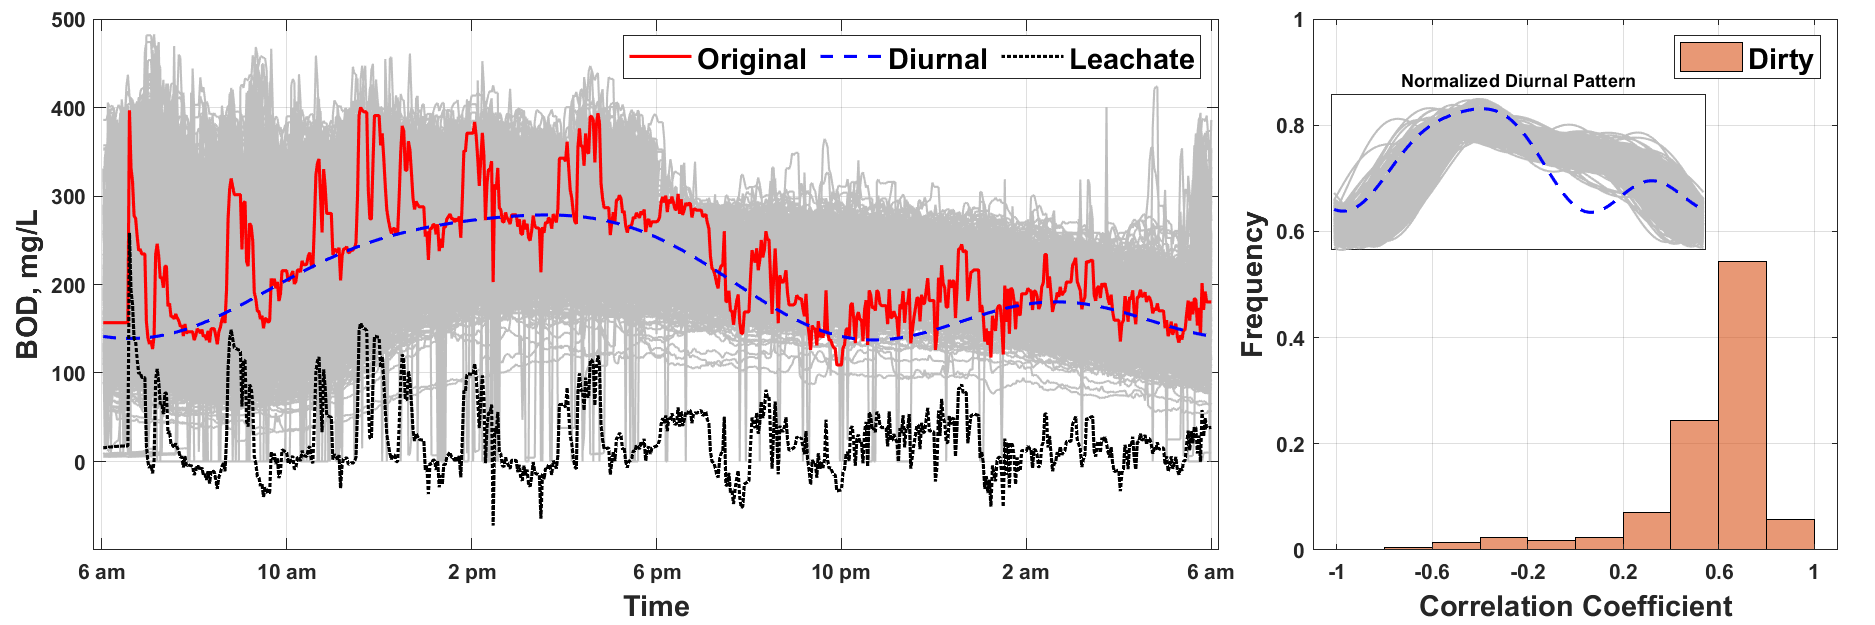 500
400
300
200
100
0
BOD, mg/L
Original Diurnal Leachate
6 am 10 am 2 pm 6 pm 10 pm 2 am 6 am
Time
1
0.8
0.6
0.4
0.2
0
Frequency
Dirty
Normalized Diurnal Pattern
-1 -0.6 -0.2 0.2 0.6 1
Correlation Coefficient